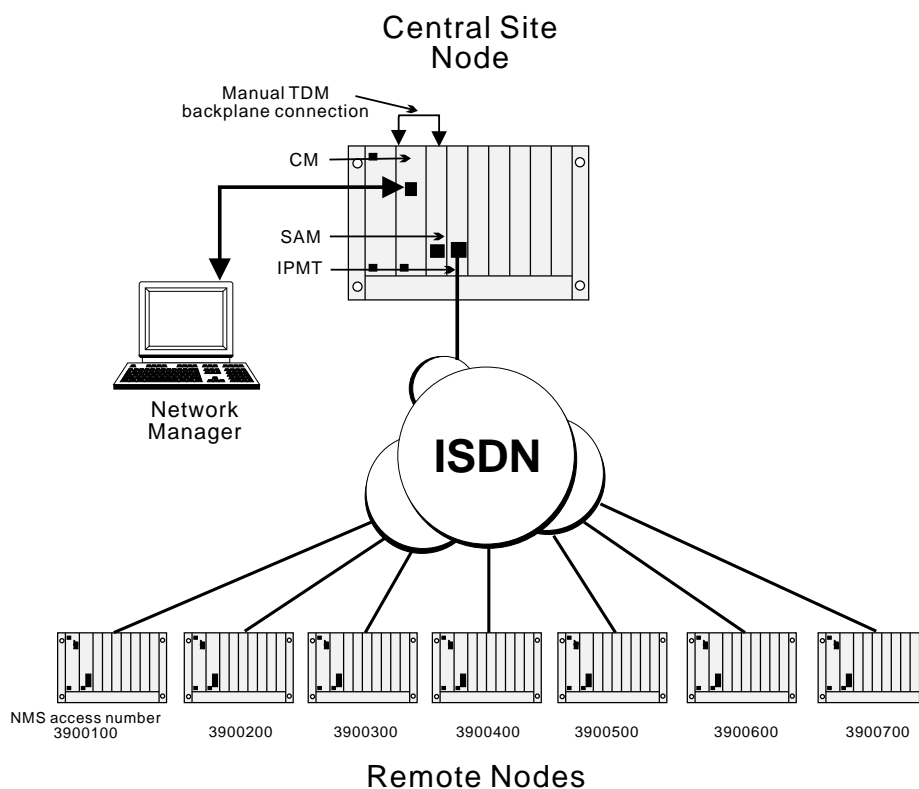 Central Site
Node
Manual TDM
backplane connection
CM
SAM
IPMT
Network
Manager
ISDN
NMS access number
3900100
3900200
3900300
3900400
3900500
3900600
3900700
Remote Nodes